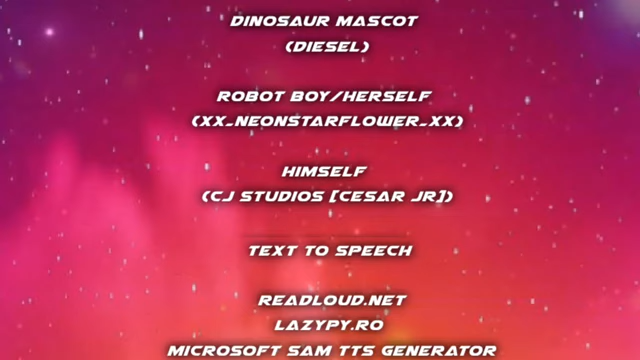 DINOSAUR MASCOT
(DIESEL)
ROBOT BOY/HERSELF
(XX_NEONSTARFLOWER_XX)
HIMSELF
(CJ STUDIOS [CESAR JR])
TEXT TO SPEECH
READLOUD.NET
LAZYPY.RO
MICROSOFT SAM TTS GENERATOR